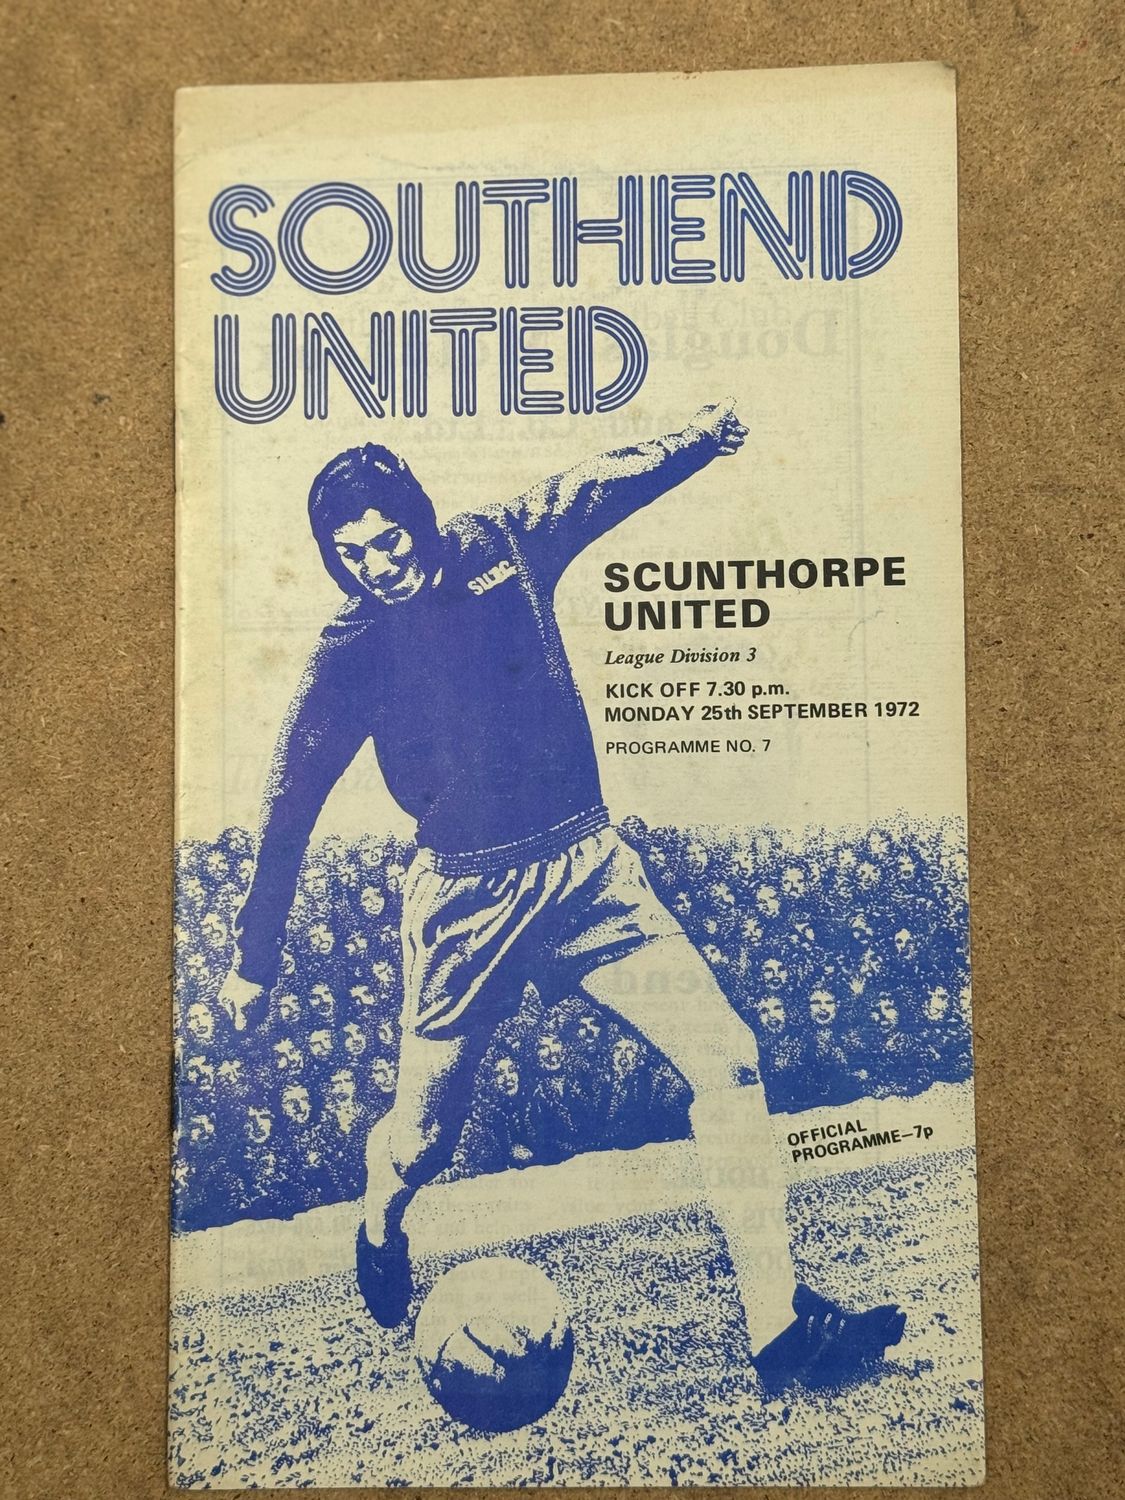 SOUTHEND
UNITED
SUFC
SCUNTHORPE
UNITED
League Division 3
KICK OFF 7.30 p.m.
MONDAY 25th SEPTEMBER 1972
PROGRAMME NO. 7
OFFICIAL
PROGRAMME–7p